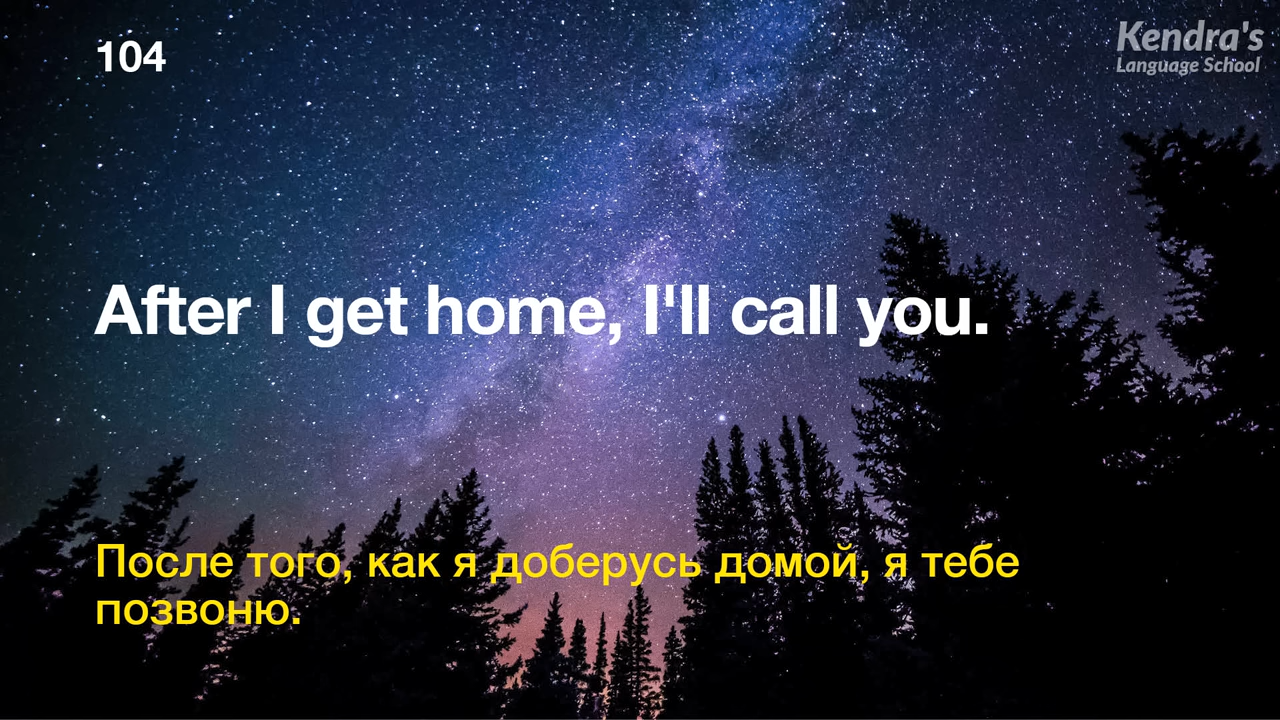 104
Kendra's
Language School
After I get home, I'll call you.
После того, как я доберусь домой, я тебе
позвоню.